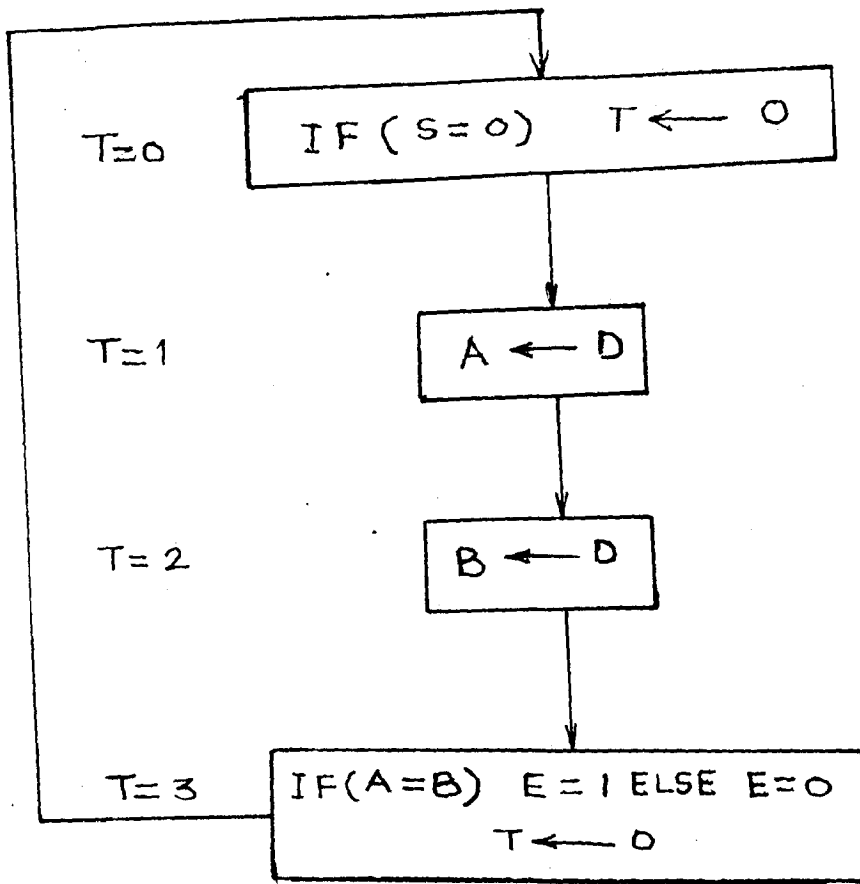 T=0
IF (S=0) T ← 0
T=1
A ← D
T=2
B ← D
T=3
IF(A=B) E=1 ELSE E=0
T ← 0